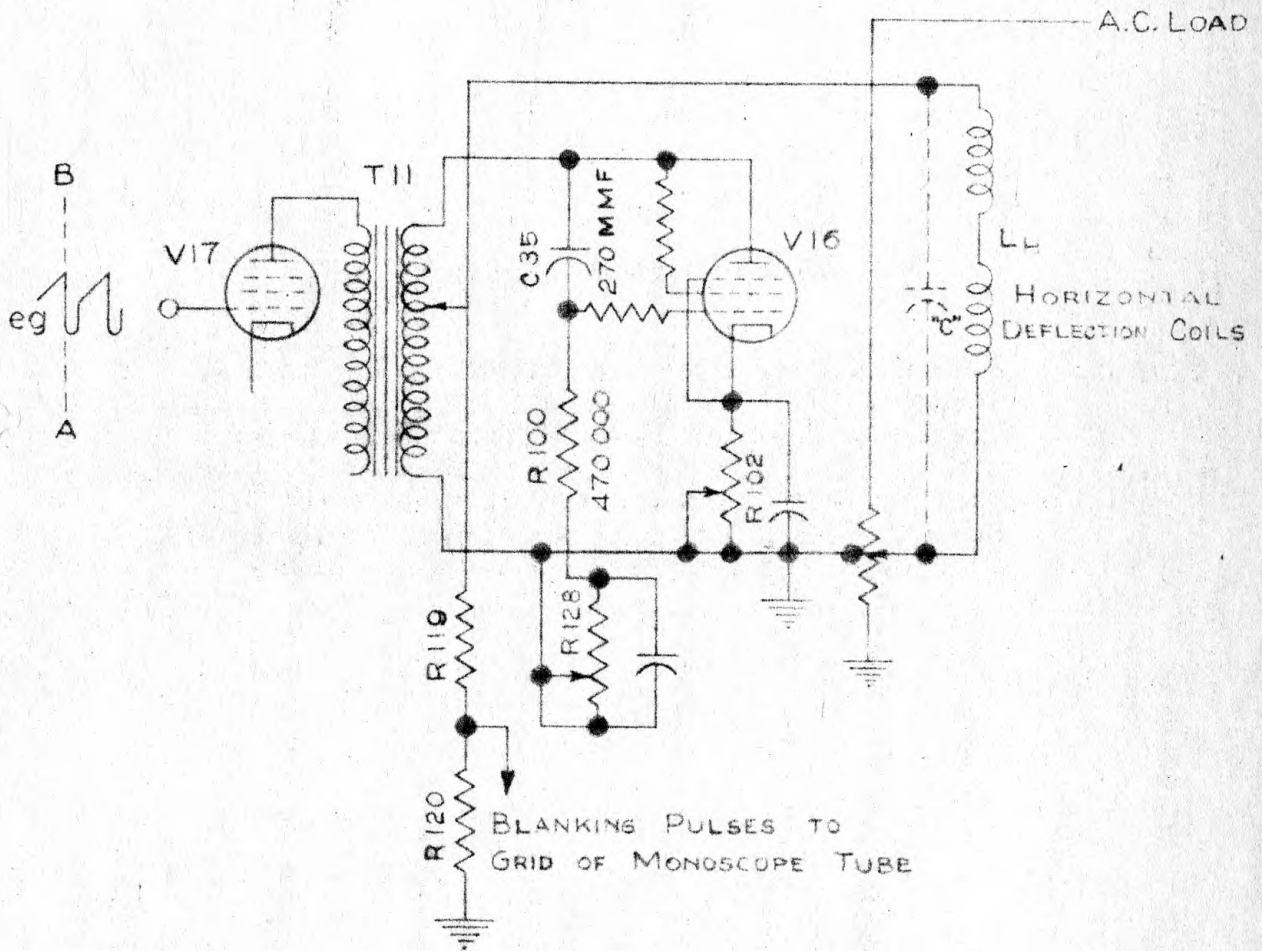 A.C. LOAD
B
T11
V17
C35
270 MMF
V16
eg
"C"
HORIZONTAL
DEFLECTION COILS
A
R100
470 000
R102
R119
R128
R120
BLANKING PULSES TO
GRID OF MONOSCOPE TUBE